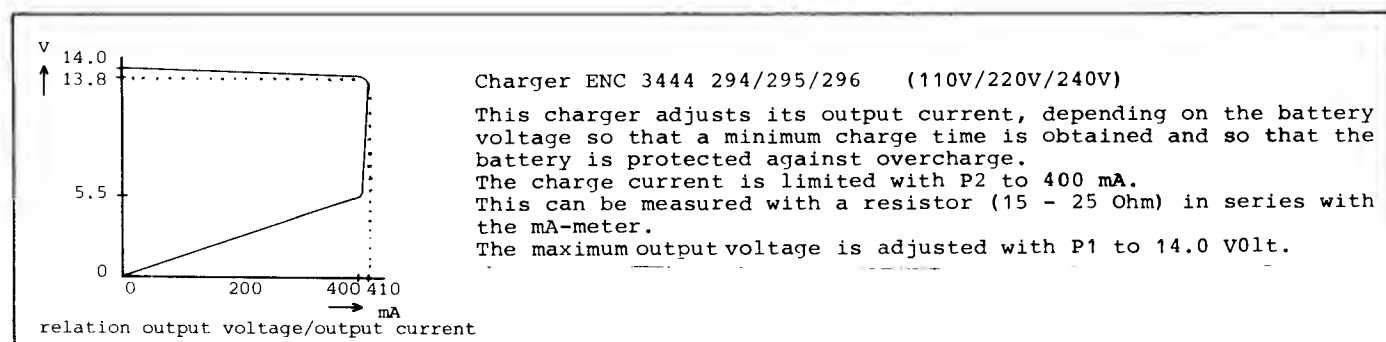 V
14.0
13.8
5.5
0
0 200 400 410
mA
relation output voltage/output current
Charger ENC 3444 294/295/296 (110V/220V/240V)
This charger adjusts its output current, depending on the battery
voltage so that a minimum charge time is obtained and so that the
battery is protected against overcharge.
The charge current is limited with P2 to 400 mA.
This can be measured with a resistor (15 - 25 Ohm) in series with
the mA-meter.
The maximum output voltage is adjusted with P1 to 14.0 V0lt.